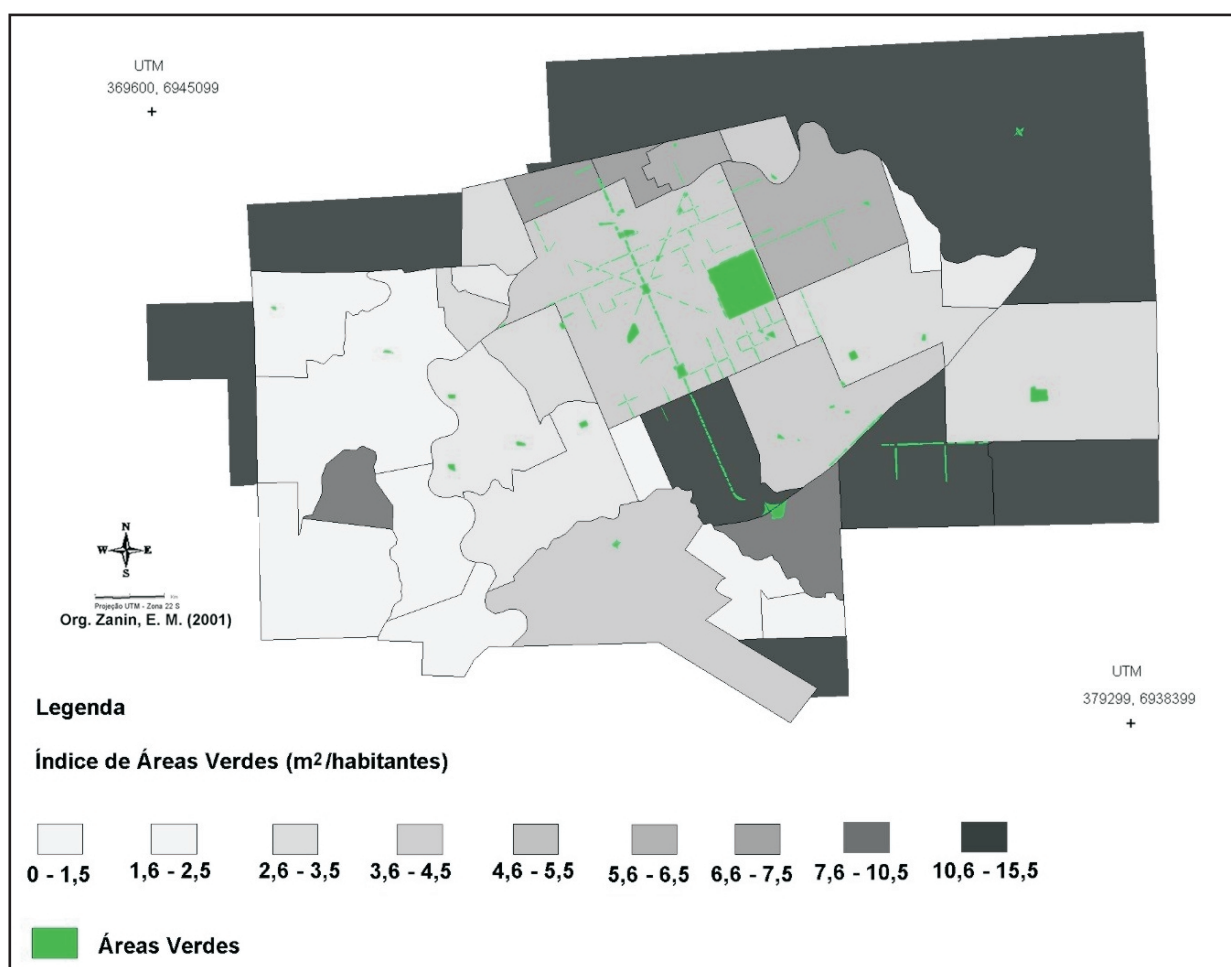 UTM
369600, 6945099
N
W E
S
Projeção UTM - Zona 22 S
Org. Zanin, E. M. (2001)
UTM
379299, 6938399
Legenda
Índice de Áreas Verdes (m2/habitantes)
0 - 1,5 1,6 - 2,5 2,6 - 3,5 3,6 - 4,5 4,6 - 5,5 5,6 - 6,5 6,6 - 7,5 7,6 - 10,5 10,6 - 15,5
Áreas Verdes